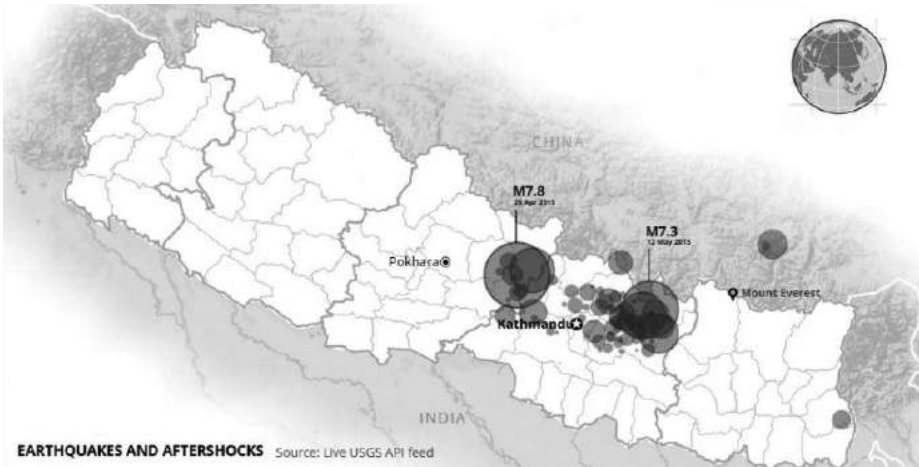 CHINA
M7.8
25 Apr 2015
M7.3
12 May 2015
Pokhara
Mount Everest
Kathmandu
INDIA
EARTHQUAKES AND AFTERSHOCKS Source: Live USGS API feed